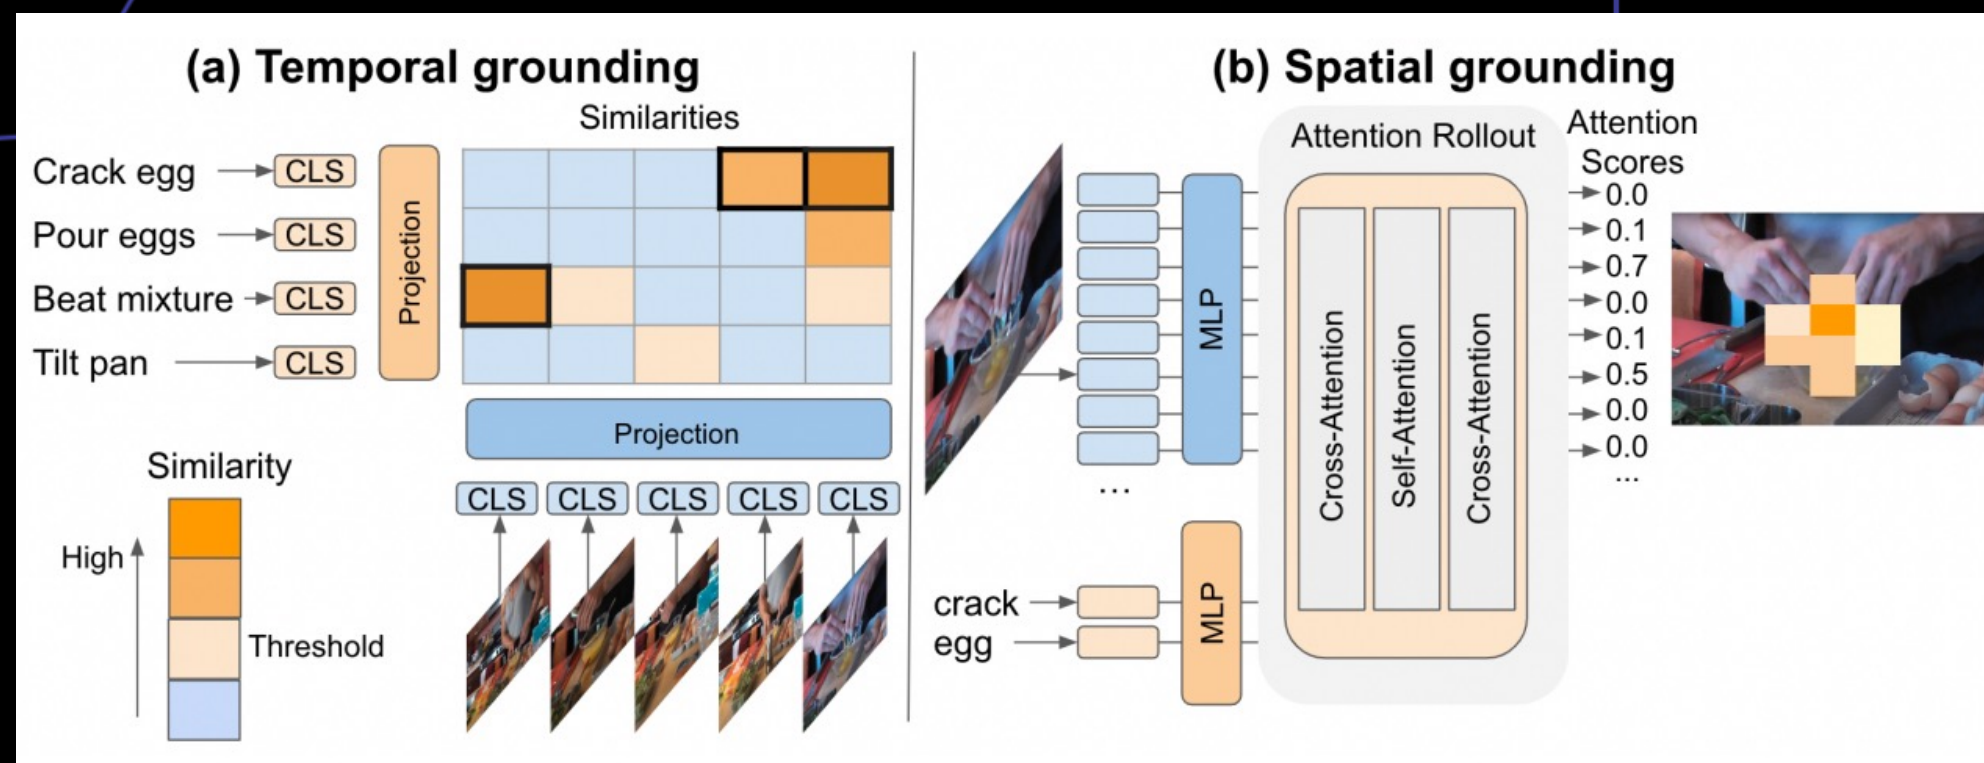 (a) Temporal grounding
Similarities
Crack egg
CLS
Pour eggs
CLS
Beat mixture
CLS
Tilt pan
CLS
Projection
Projection
CLS CLS CLS CLS CLS
Similarity
High
Threshold
(b) Spatial grounding
Attention Rollout
Attention
Scores
MLP
...
crack
egg
MLP
Cross-Attention
Self-Attention
Cross-Attention
0.0
0.1
0.7
0.0
0.1
0.5
0.0
0.0
...